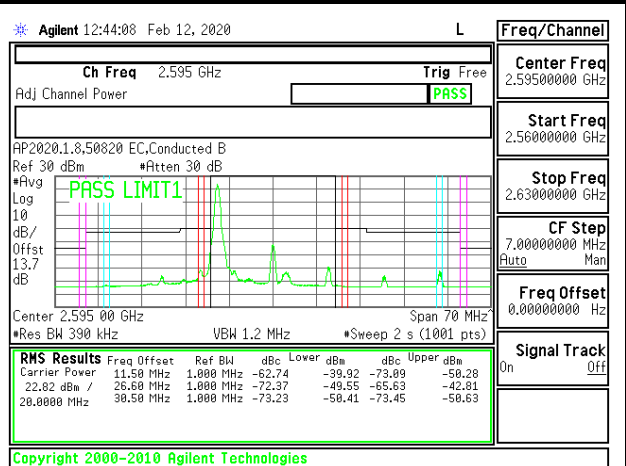 Agilent 12:44:08 Feb 12, 2020 L Freq/Channel
Ch Freq 2.595 GHz Trig Free
Adj Channel Power PASS
Center Freq
2.59500000 GHz
Start Freq
2.56000000 GHz
AP2020.1.8,50820 EC,Conducted B
Ref 30 dBm #Atten 30 dB
#Avg
Log
10
dB/
Offst
13.7
dB
PASS LIMIT1
Stop Freq
2.63000000 GHz
CF Step
7.00000000 MHz
Auto Man
Freq Offset
0.00000000 Hz
Center 2.595 00 GHz Span 70 MHz^
#Res BW 390 kHz VBW 1.2 MHz #Sweep 2 s (1001 pts)
Signal Track
On Off
RMS Results Freq Offset Ref BW dBc Lower dBm dBc Upper dBm
Carrier Power 11.50 MHz 1.000 MHz -62.74 -39.92 -73.09 -50.28
22.82 dBm / 26.60 MHz 1.000 MHz -72.37 -49.55 -65.63 -42.81
20.0000 MHz 30.50 MHz 1.000 MHz -73.23 -50.41 -73.45 -50.63
Copyright 2000-2010 Agilent Technologies